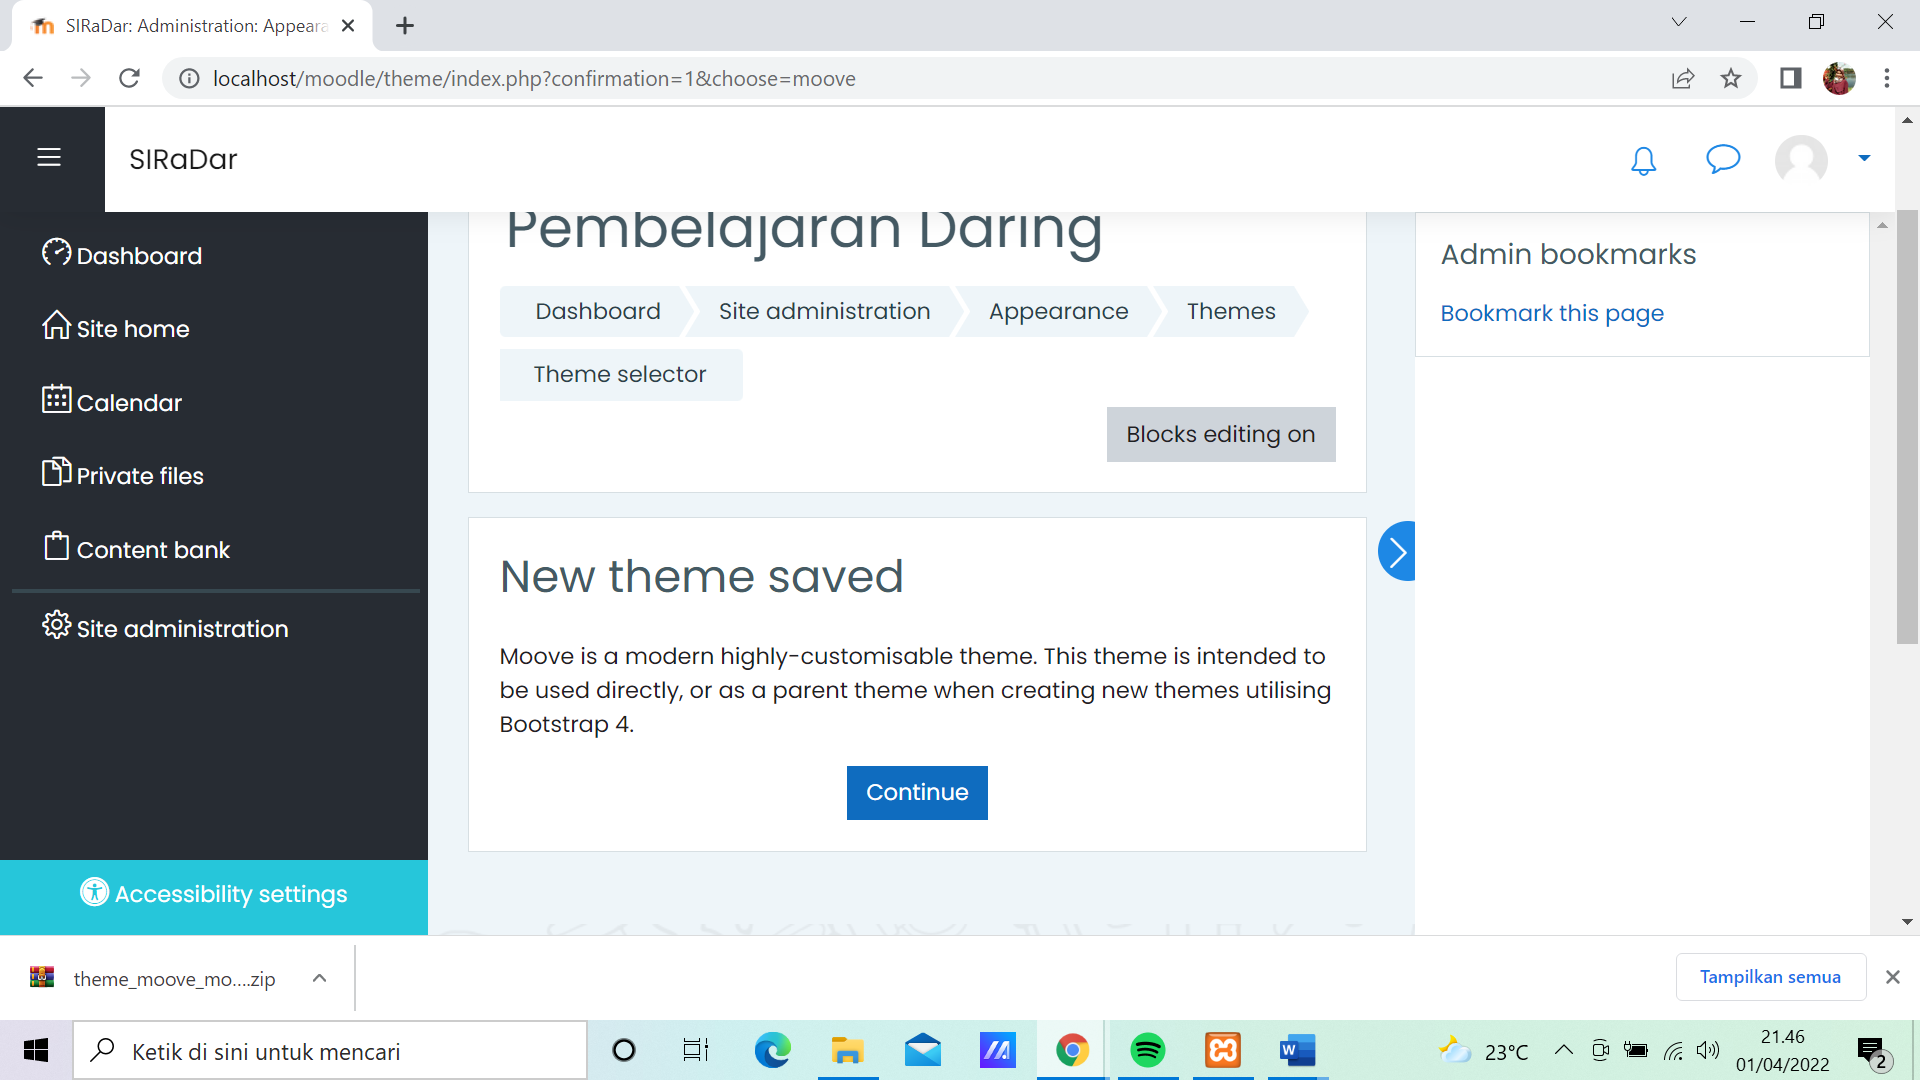 SIRaDar: Administration: Appeara
localhost/moodle/theme/index.php?confirmation=1&choose=moove
SIRaDar
Dashboard
Site home
Calendar
Private files
Content bank
Site administration
Accessibility settings
Pembelajaran Daring
Dashboard
Site administration
Appearance
Themes
Theme selector
Blocks editing on
New theme saved
Moove is a modern highly-customisable theme. This theme is intended to
be used directly, or as a parent theme when creating new themes utilising
Bootstrap 4.
Continue
Admin bookmarks
Bookmark this page
theme_moove_mo....zip
Tampilkan semua
Ketik di sini untuk mencari
23°C
21.46
01/04/2022
2